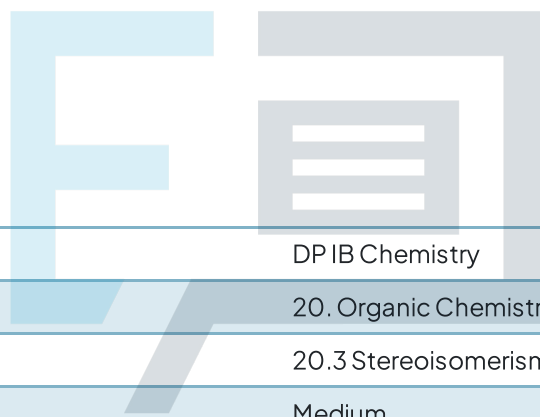 DP IB Chemistry
20. Organic Chemistr
20.3 Stereoisomerism
Medium